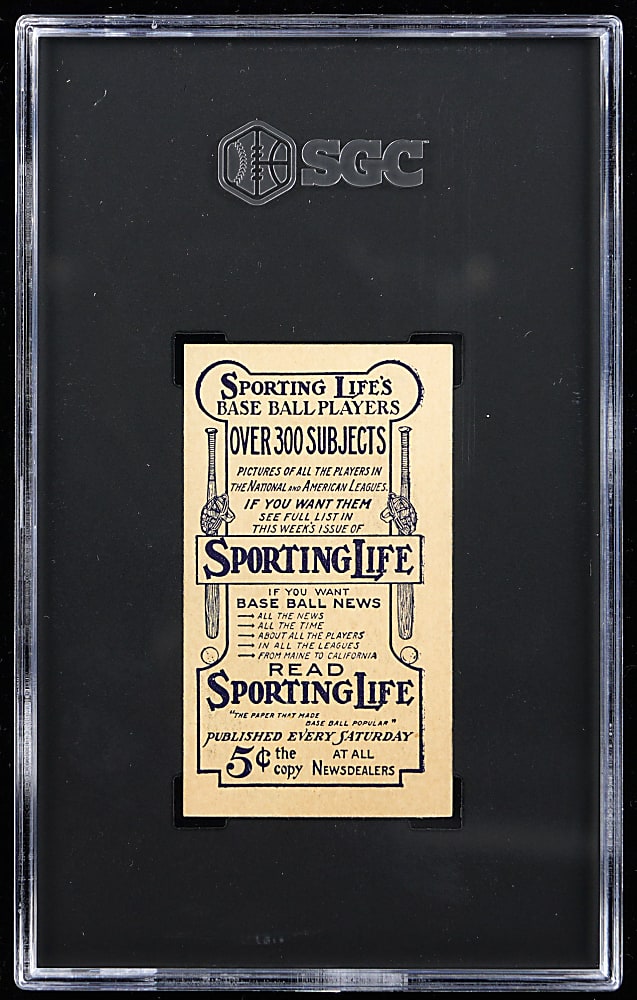 SGC
SPORTING LIFE'S
BASE BALL PLAYERS
OVER 300 SUBJECTS
PICTURES OF ALL THE PLAYERS IN
THE NATIONAL AND AMERICAN LEAGUES.
IF YOU WANT THEM
SEE FULL LIST IN
THIS WEEK'S ISSUE OF
SPORTING LIFE
IF YOU WANT
BASE BALL NEWS
ALL THE NEWS
ALL THE TIME
ABOUT ALL THE PLAYERS
IN ALL THE LEAGUES
FROM MAINE TO CALIFORNIA
READ
SPORTING LIFE
"THE PAPER THAT MADE
BASE BALL POPULAR"
PUBLISHED EVERY SATURDAY
5¢ the copy AT ALL NEWSDEALERS